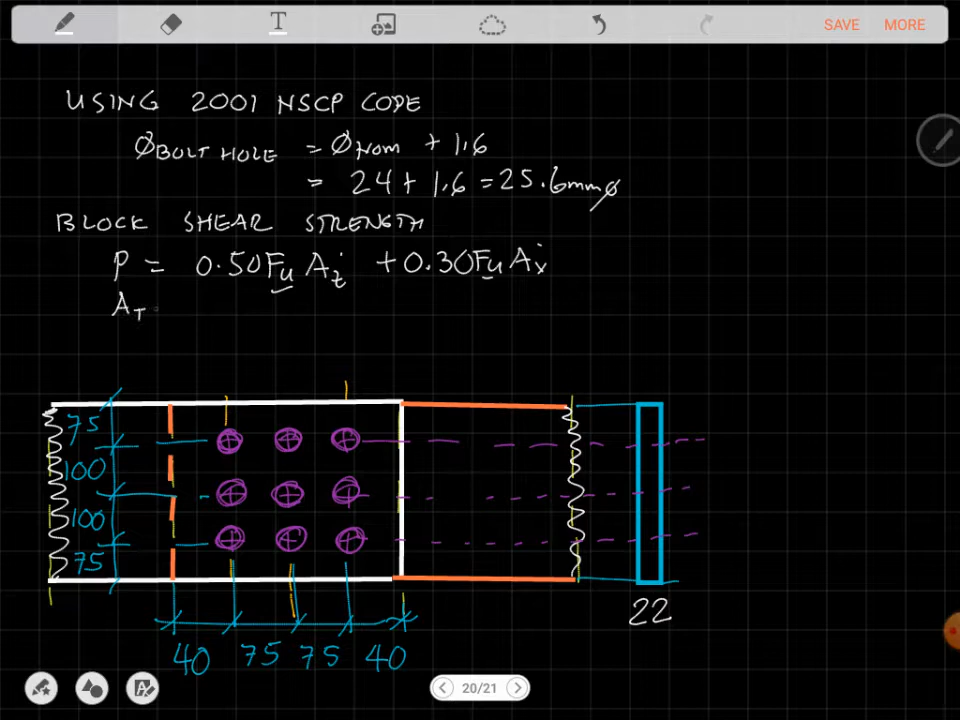 T
SAVE
MORE
USING 2001 NSCP CODE
ØBOLT HOLE = ØNOM + 1.6
= 24 + 1.6 = 25.6mmø
BLOCK SHEAR STRENGTH
P = 0.50Fu At + 0.30Fu Av
AT =
75
100
100
75
22
40 75 75 40
A
20/21